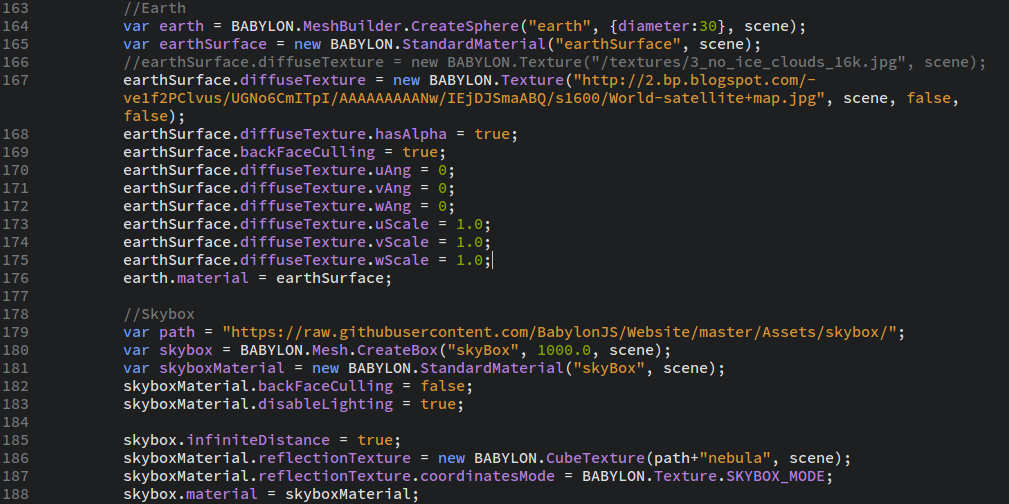 163 //Earth
164 var earth = BABYLON.MeshBuilder.CreateSphere("earth", {diameter:30}, scene);
165 var earthSurface = new BABYLON.StandardMaterial("earthSurface", scene);
166 //earthSurface.diffuseTexture = new BABYLON.Texture("/textures/3_no_ice_clouds_16k.jpg", scene);
167 earthSurface.diffuseTexture = new BABYLON.Texture("http://2.bp.blogspot.com/-
ve1f2PClvus/UGNo6CmITpI/AAAAAAAAANw/IEjDJSmaABQ/s1600/World-satellite+map.jpg", scene, false,
false);
168 earthSurface.diffuseTexture.hasAlpha = true;
169 earthSurface.backFaceCulling = true;
170 earthSurface.diffuseTexture.uAng = 0;
171 earthSurface.diffuseTexture.vAng = 0;
172 earthSurface.diffuseTexture.wAng = 0;
173 earthSurface.diffuseTexture.uScale = 1.0;
174 earthSurface.diffuseTexture.vScale = 1.0;
175 earthSurface.diffuseTexture.wScale = 1.0;
176 earth.material = earthSurface;
177
178 //Skybox
179 var path = "https://raw.githubusercontent.com/BabylonJS/Website/master/Assets/skybox/";
180 var skybox = BABYLON.Mesh.CreateBox("skyBox", 1000.0, scene);
181 var skyboxMaterial = new BABYLON.StandardMaterial("skyBox", scene);
182 skyboxMaterial.backFaceCulling = false;
183 skyboxMaterial.disableLighting = true;
184
185 skybox.infiniteDistance = true;
186 skyboxMaterial.reflectionTexture = new BABYLON.CubeTexture(path+"nebula", scene);
187 skyboxMaterial.reflectionTexture.coordinatesMode = BABYLON.Texture.SKYBOX_MODE;
188 skybox.material = skyboxMaterial;